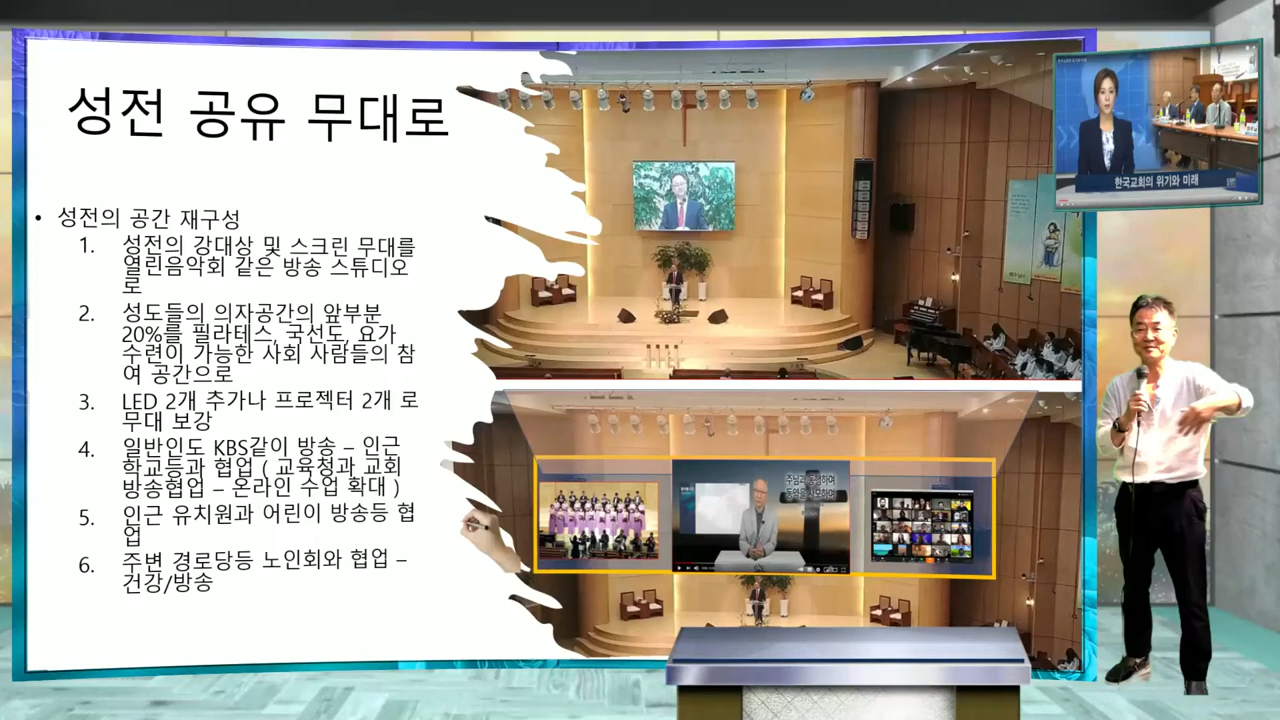 성전 공유 무대로
• 성전의 공간 재구성
1. 성전의 강대상 및 스크린 무대를
열린음악회 같은 방송 스튜디오
로
2. 성도들의 의자공간의 앞부분
20%를 필라테스, 국선도, 요가
수련이 가능한 사회 사람들의 참
여 공간으로
3. LED 2개 추가나 프로젝터 2개 로
무대 보강
4. 일반인도 KBS같이 방송 – 인근
학교등과 협업 ( 교육청과 교회
방송협업 – 온라인 수업 확대 )
5. 인근 유치원과 어린이 방송등 협
업
6. 주변 경로당등 노인회와 협업 –
건강/방송
한국교회의 위기와 미래